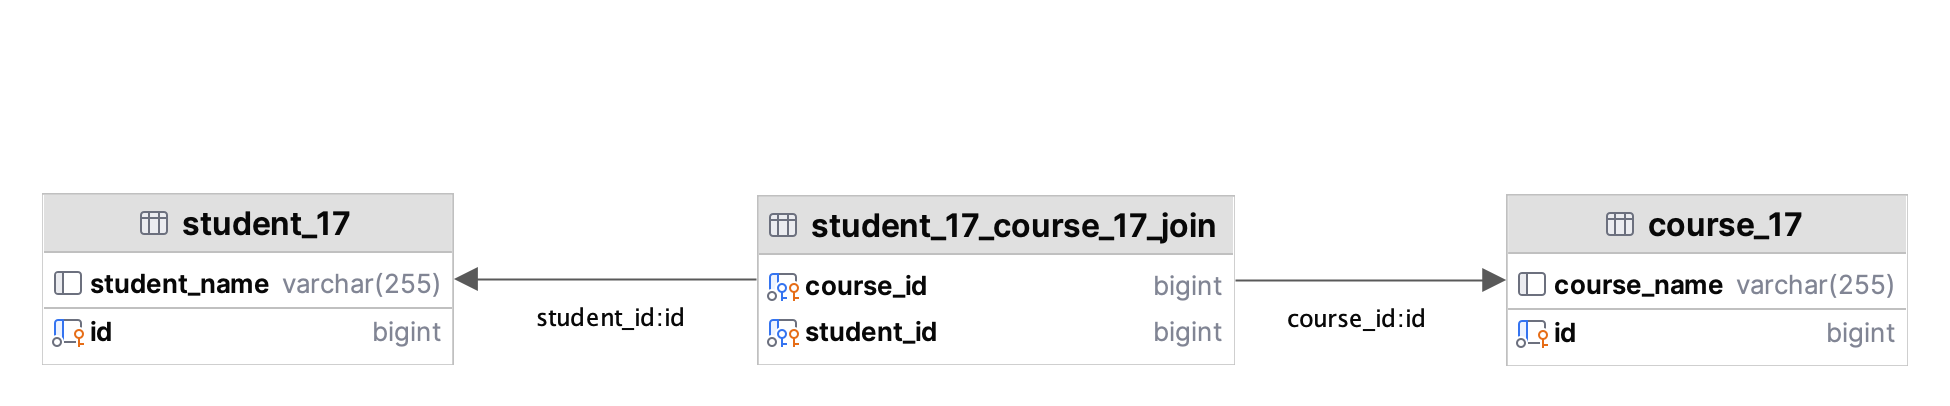 student_17
student_name varchar(255)
id bigint
student_id:id
student_17_course_17_join
course_id bigint
student_id bigint
course_id:id
course_17
course_name varchar(255)
id bigint